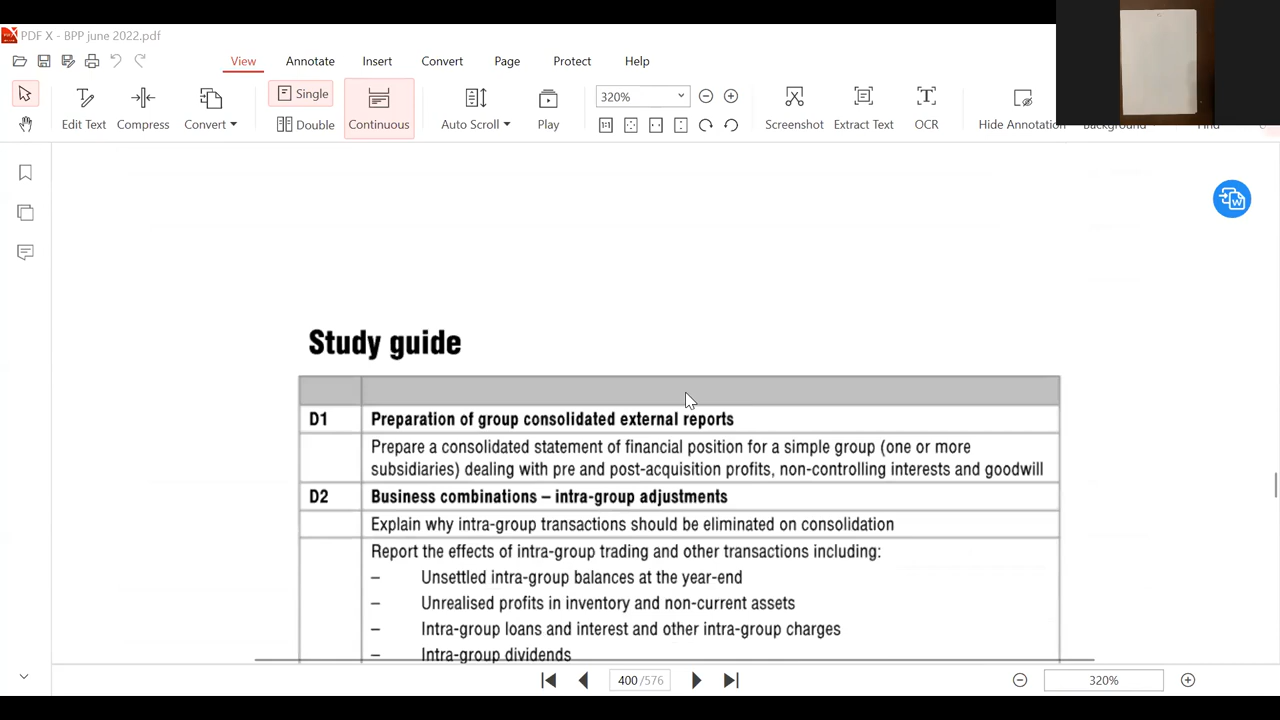 PDF X - BPP june 2022.pdf
View Annotate Insert Convert Page Protect Help
Edit Text Compress Convert Single Double Continuous Auto Scroll Play 320% Screenshot Extract Text OCR Hide Annotation
Study guide
D1 Preparation of group consolidated external reports
Prepare a consolidated statement of financial position for a simple group (one or more
subsidiaries) dealing with pre and post-acquisition profits, non-controlling interests and goodwill
D2 Business combinations – intra-group adjustments
Explain why intra-group transactions should be eliminated on consolidation
Report the effects of intra-group trading and other transactions including:
– Unsettled intra-group balances at the year-end
– Unrealised profits in inventory and non-current assets
– Intra-group loans and interest and other intra-group charges
– Intra-group dividends
400 /576 320%